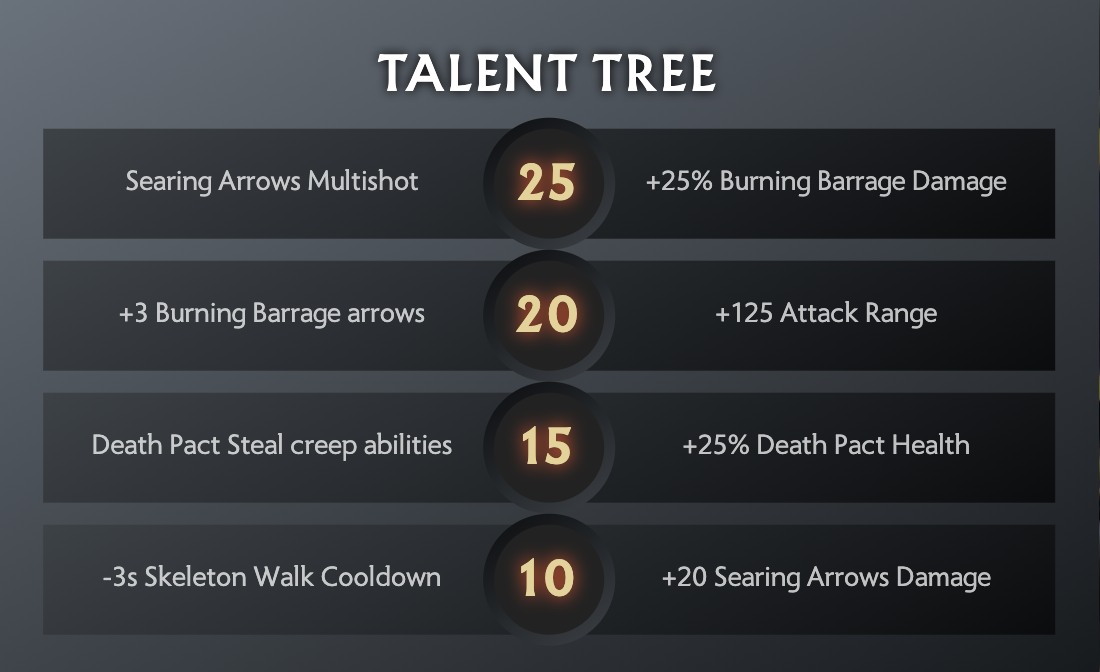 TALENT TREE
Searing Arrows Multishot 25 +25% Burning Barrage Damage
+3 Burning Barrage arrows 20 +125 Attack Range
Death Pact Steal creep abilities 15 +25% Death Pact Health
-3s Skeleton Walk Cooldown 10 +20 Searing Arrows Damage